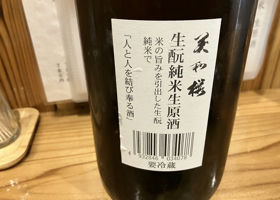 美和桜
生酛純米生原酒
米の旨みを引出した生酛
純米で
「人と人を結び奉る酒」
4932846034078
要冷蔵